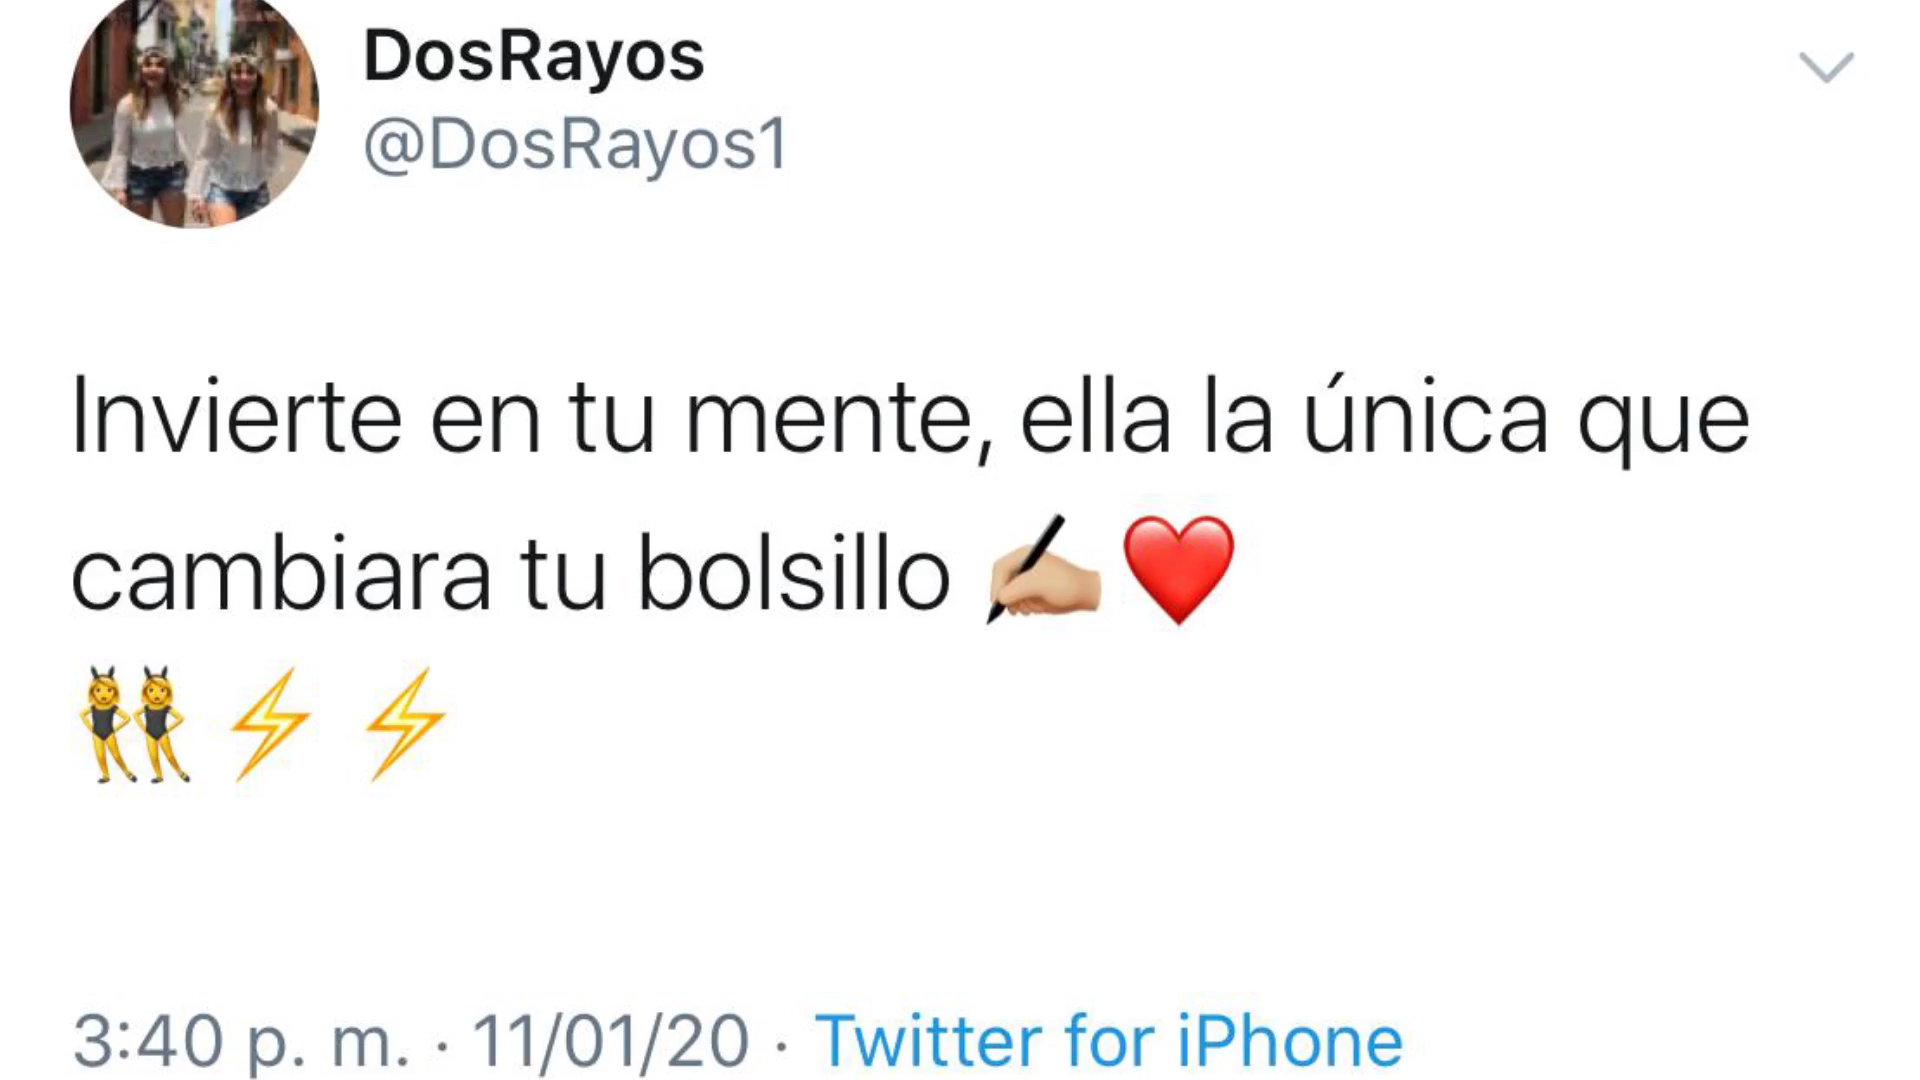 DosRayos
@DosRayos1
Invierte en tu mente, ella la única que
cambiara tu bolsillo ✍🏼❤️
👯⚡⚡
3:40 p. m. · 11/01/20 · Twitter for iPhone